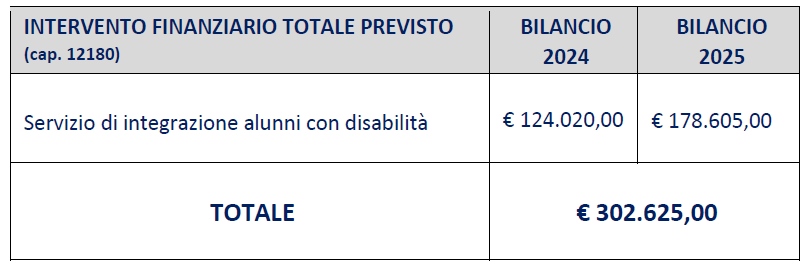 INTERVENTO FINANZIARIO TOTALE PREVISTO
(cap. 12180)
BILANCIO
2024
BILANCIO
2025
Servizio di integrazione alunni con disabilità
€ 124.020,00
€ 178.605,00
TOTALE
€ 302.625,00